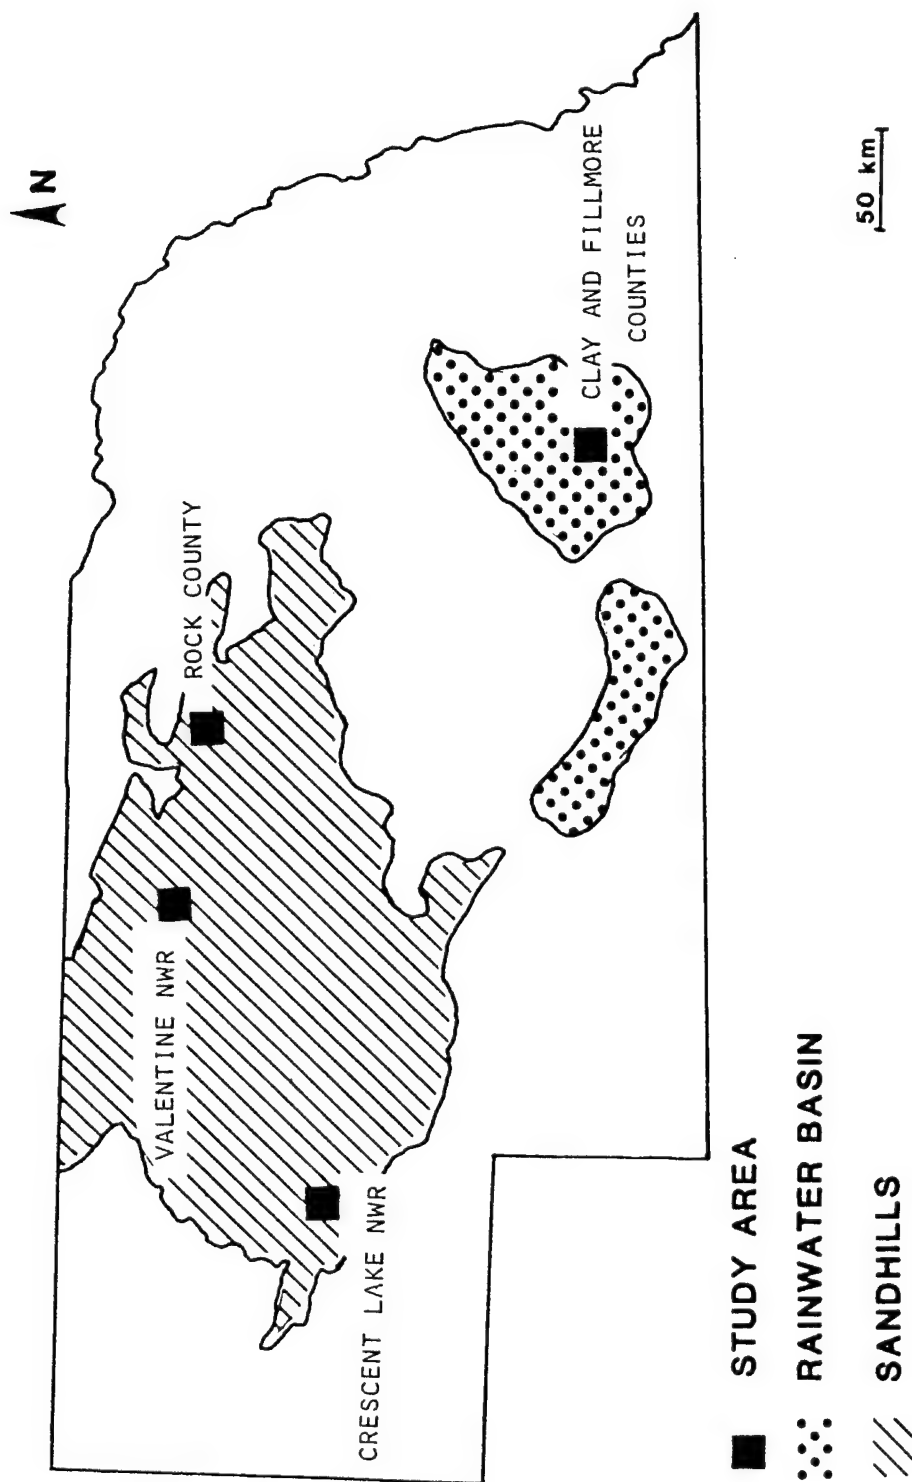 N
ROCK COUNTY
VALENTINE NWR
CRESCENT LAKE NWR
CLAY AND FILLMORE
COUNTIES
50 km
STUDY AREA
RAINWATER BASIN
SANDHILLS